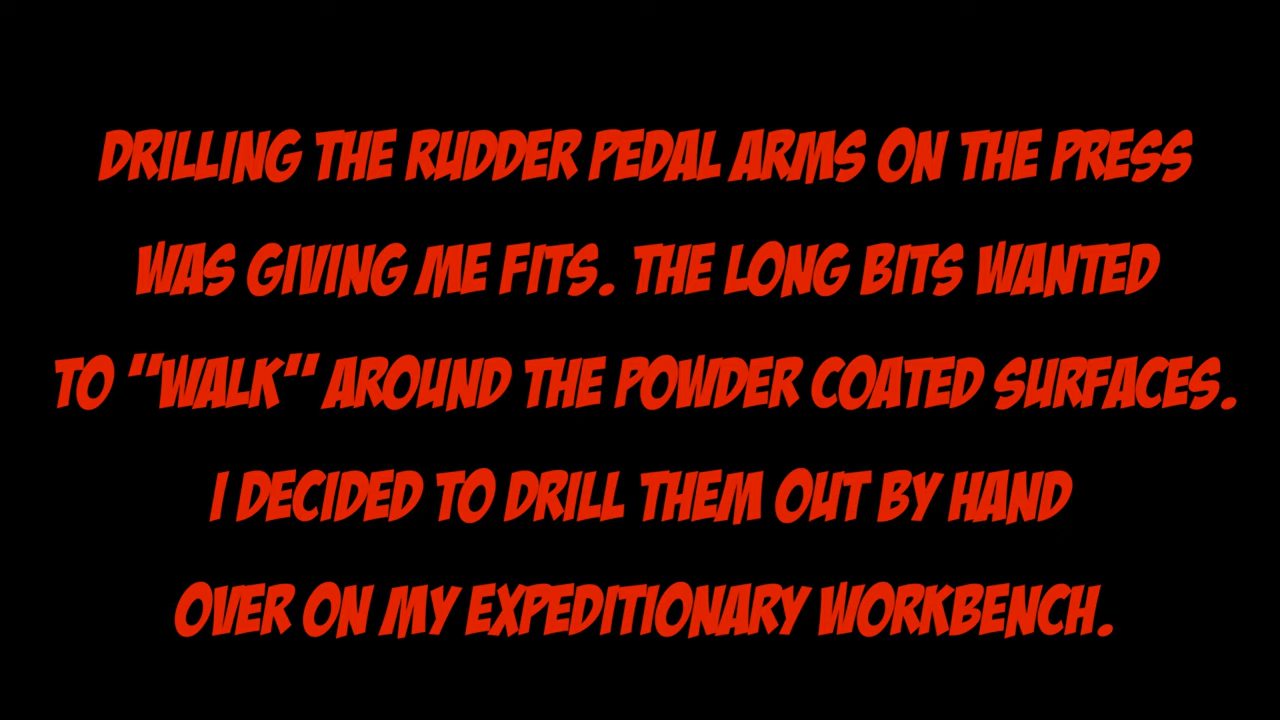 DRILLING THE RUDDER PEDAL ARMS ON THE PRESS
WAS GIVING ME FITS. THE LONG BITS WANTED
TO "WALK" AROUND THE POWDER COATED SURFACES.
I DECIDED TO DRILL THEM OUT BY HAND
OVER ON MY EXPEDITIONARY WORKBENCH.